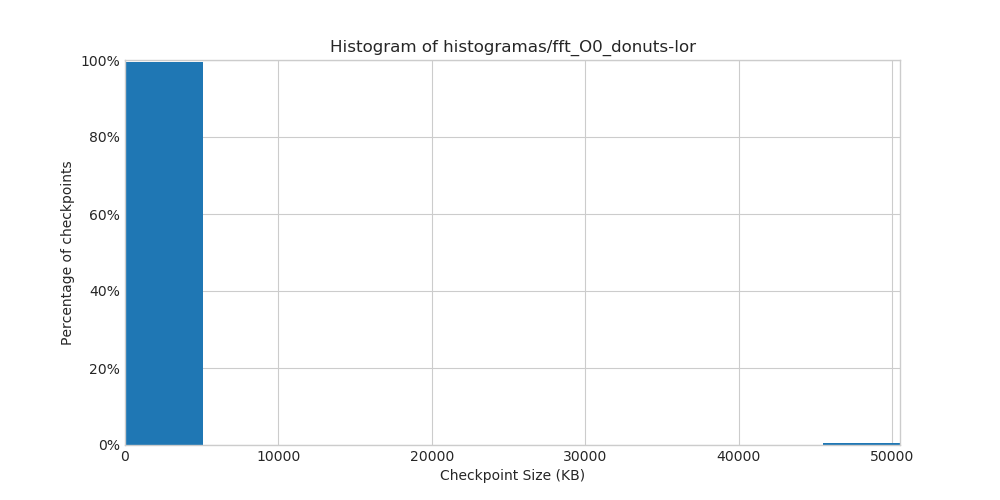 Histogram of histogramas/fft_O0_donuts-lor
100%
80%
60%
40%
20%
0%
Percentage of checkpoints
0 10000 20000 30000 40000 50000
Checkpoint Size (KB)